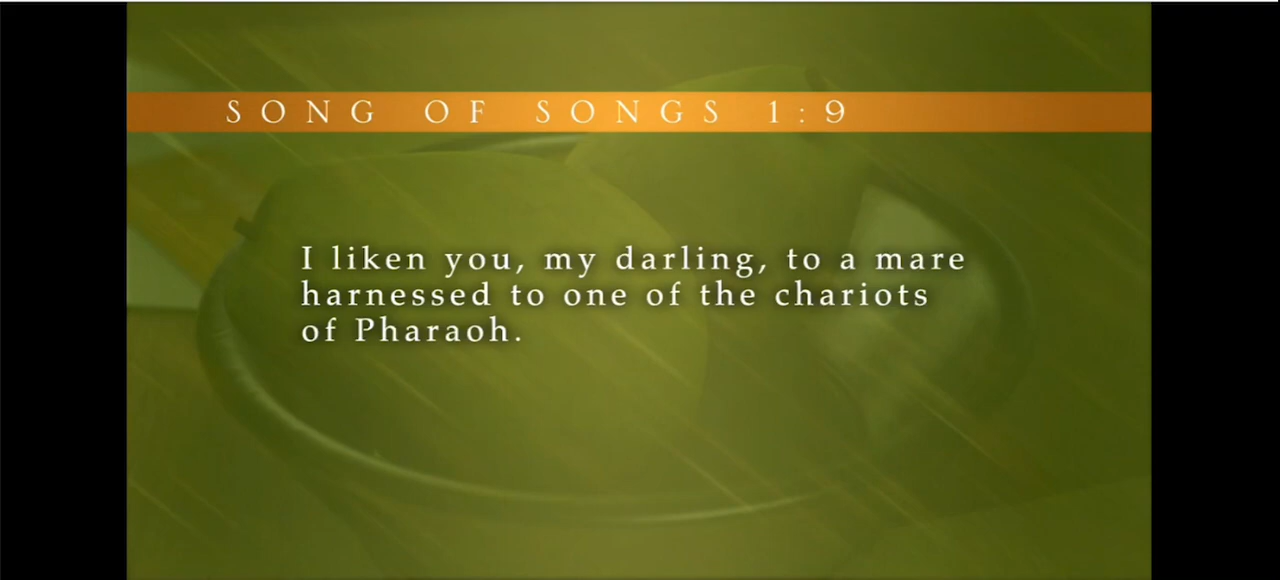 SONG OF SONGS 1:9
I liken you, my darling, to a mare
harnessed to one of the chariots
of Pharaoh.